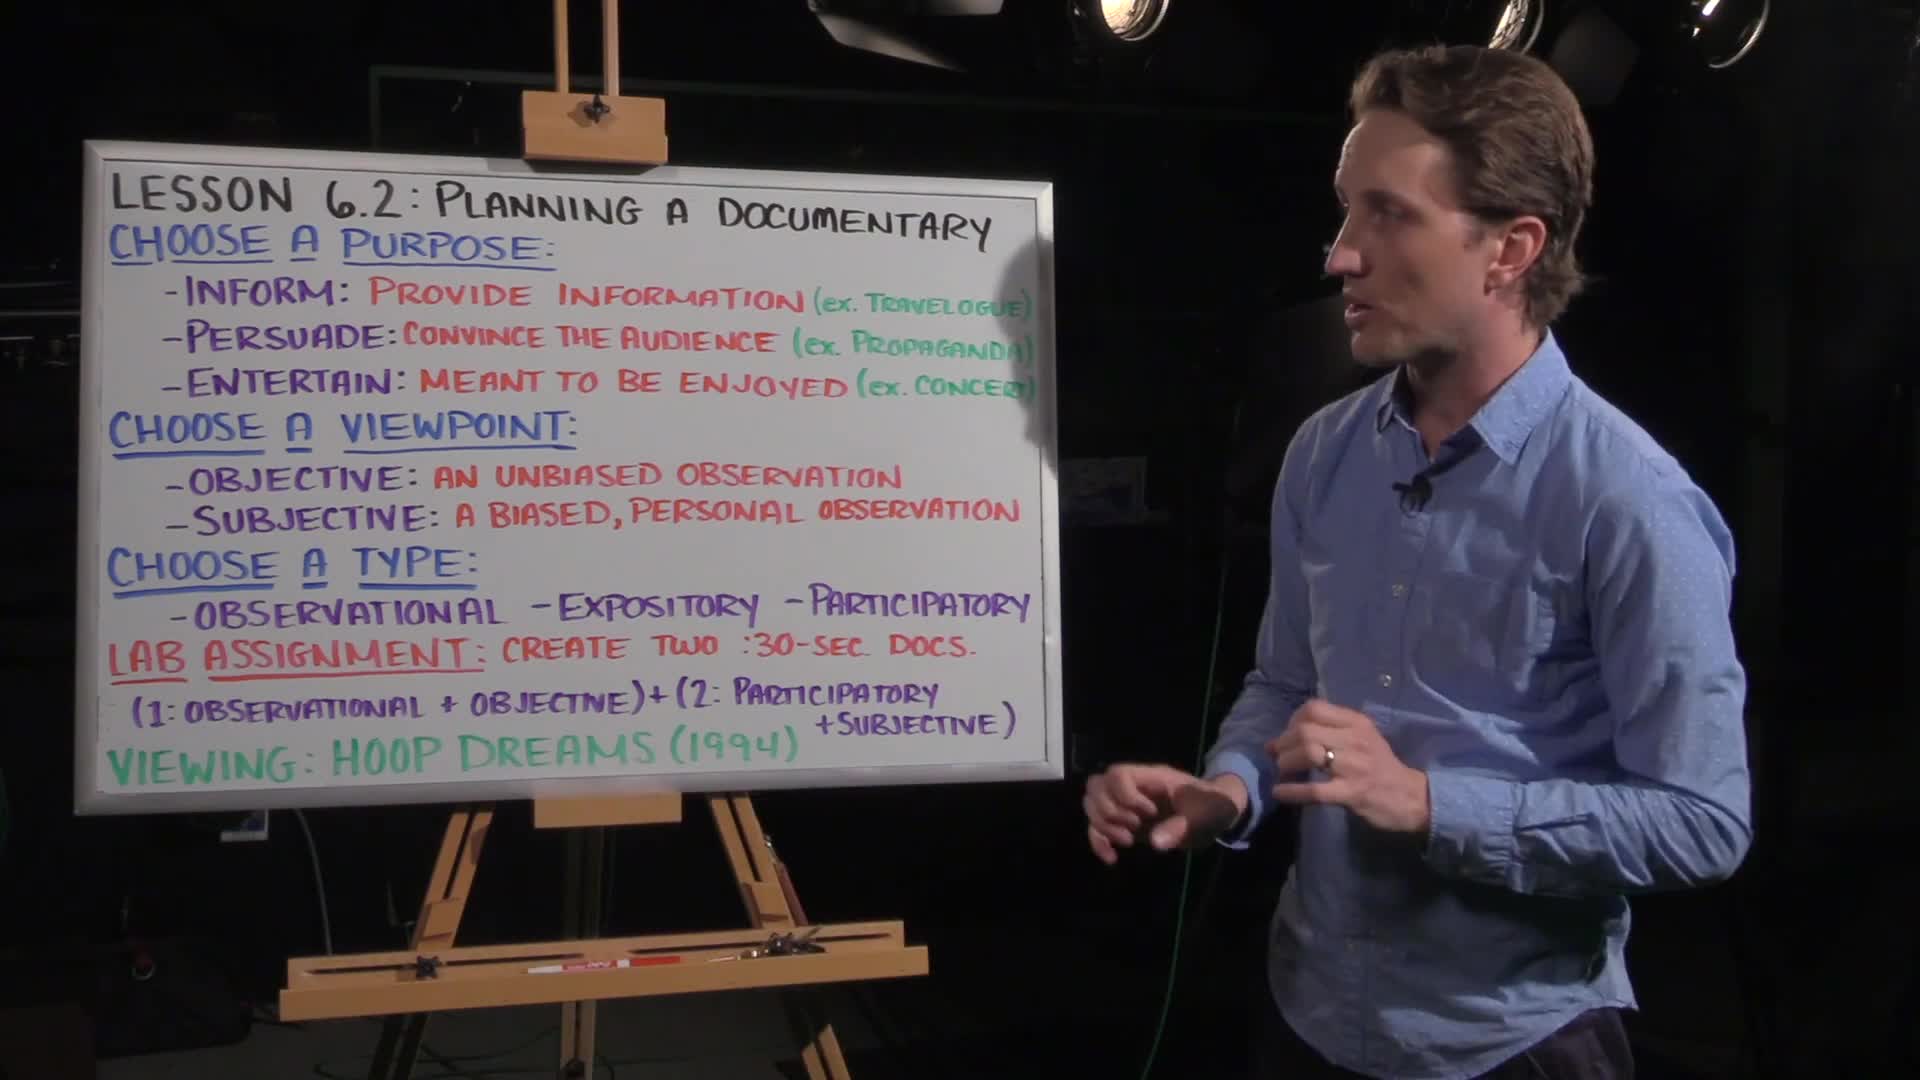 LESSON 6.2: PLANNING A DOCUMENTARY
CHOOSE A PURPOSE:
-INFORM: PROVIDE INFORMATION (ex. TRAVELOGUE)
-PERSUADE: CONVINCE THE AUDIENCE (ex. PROPAGANDA)
-ENTERTAIN: MEANT TO BE ENJOYED (ex. CONCERT)
CHOOSE A VIEWPOINT:
-OBJECTIVE: AN UNBIASED OBSERVATION
-SUBJECTIVE: A BIASED, PERSONAL OBSERVATION
CHOOSE A TYPE:
-OBSERVATIONAL -EXPOSITORY -PARTICIPATORY
LAB ASSIGNMENT: CREATE TWO :30-SEC. DOCS.
(1: OBSERVATIONAL + OBJECTIVE) + (2: PARTICIPATORY
+SUBJECTIVE)
VIEWING: HOOP DREAMS (1994)